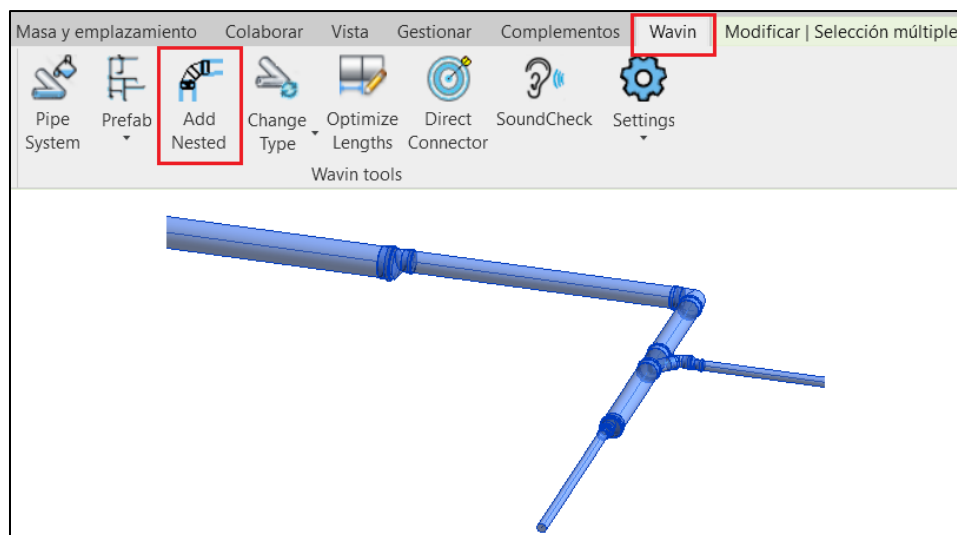 Masa y emplazamiento Colaborar Vista Gestionar Complementos Wavin Modificar | Selección múltiple
Pipe System
Prefab
Add Nested
Change Type
Optimize Lengths
Direct Connector
SoundCheck
Settings
Wavin tools